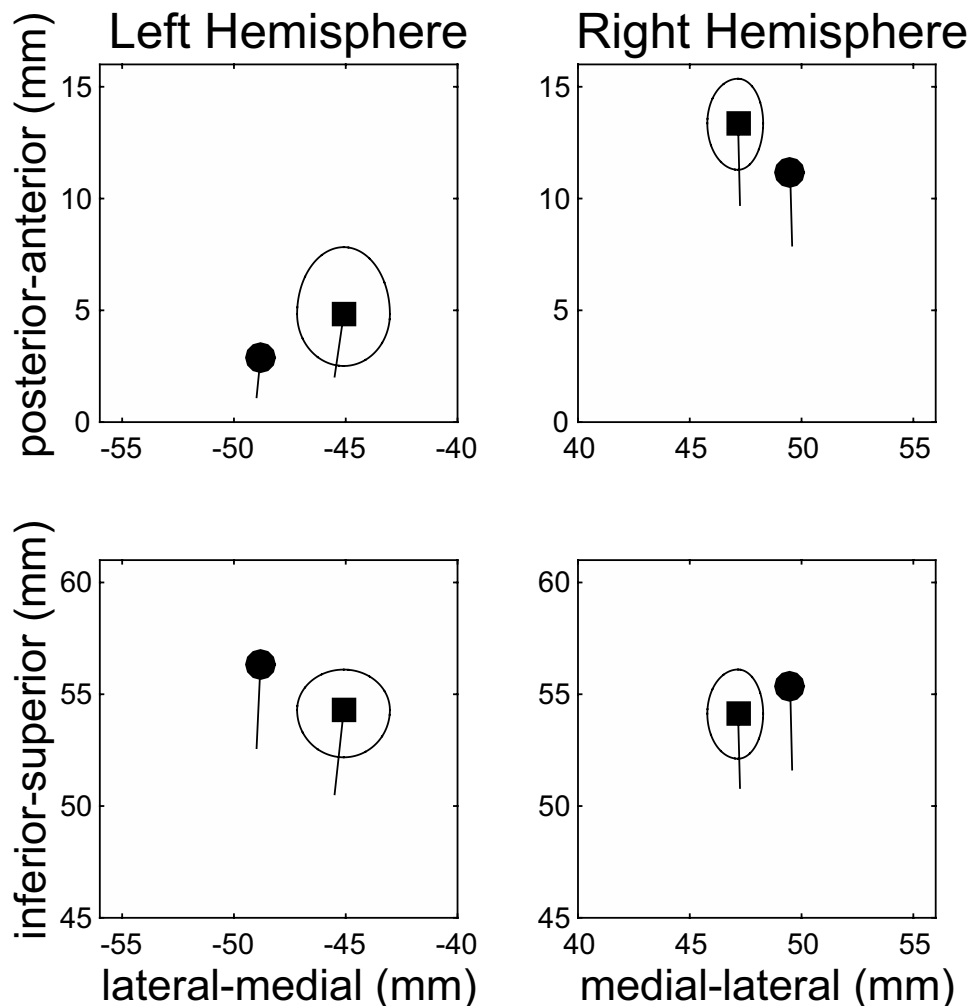 Left Hemisphere
Right Hemisphere
posterior-anterior (mm)
15
10
5
0
-55 -50 -45 -40
15
10
5
0
40 45 50 55
inferior-superior (mm)
60
55
50
45
-55 -50 -45 -40
lateral-medial (mm)
60
55
50
45
40 45 50 55
medial-lateral (mm)